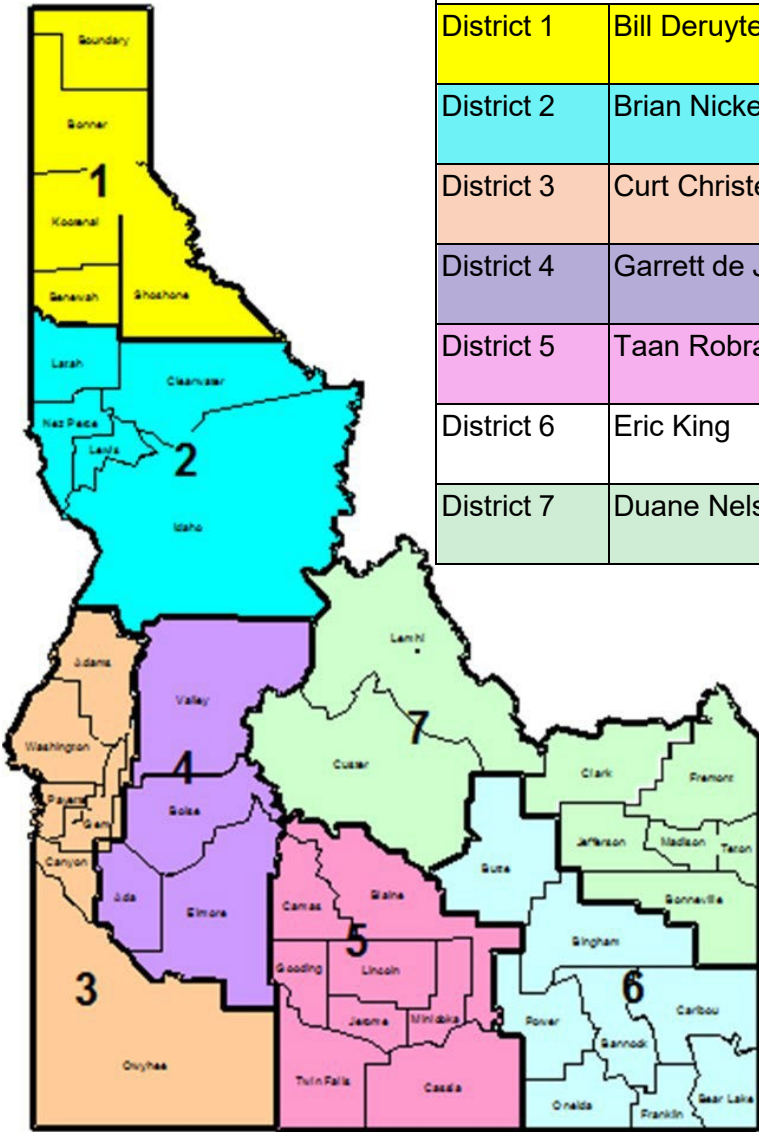 District 1 Bill Deruyte
District 2 Brian Nicke
District 3 Curt Christe
District 4 Garrett de J
District 5 Taan Robra
District 6 Eric King
District 7 Duane Nels
Boundary
Bonner
1
Kootenai
Benewah Shoshone
Latah
Clearwater
Nez Perce
Lewis
2
Idaho
Adams
Valley
Lemhi
Washington
4
7
Custer
Clark
Fremont
Payette
Gem
Boise
Jefferson Madison Teton
Canyon
Butte
Ada
Elmore
Camas
Blaine
Bonneville
5
Bingham
Gooding
Lincoln
3
6
Jerome
Minidoka
Power
Caribou
Bannock
Owyhee
Twin Falls
Cassia
Oneida
Franklin
Bear Lake